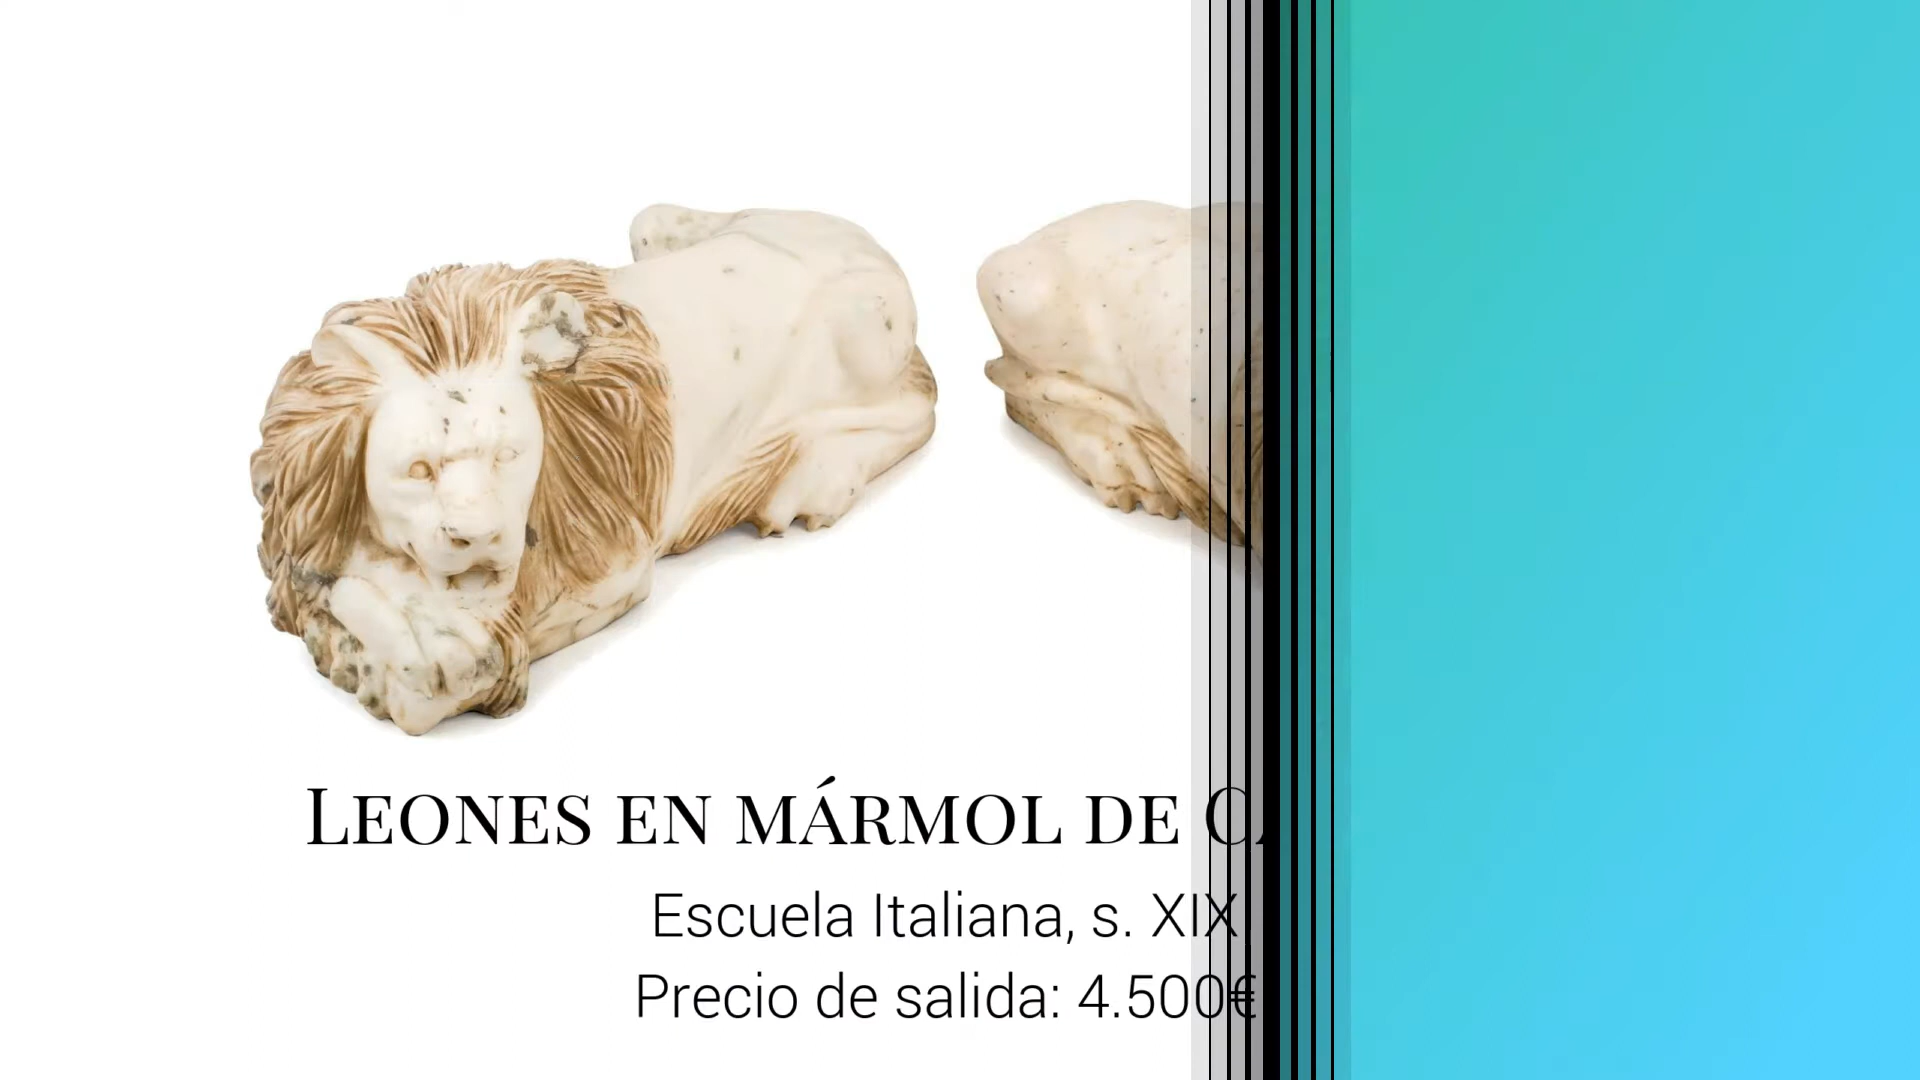 Leones en mármol de
Escuela Italiana, s. XIX
Precio de salida: 4.500€